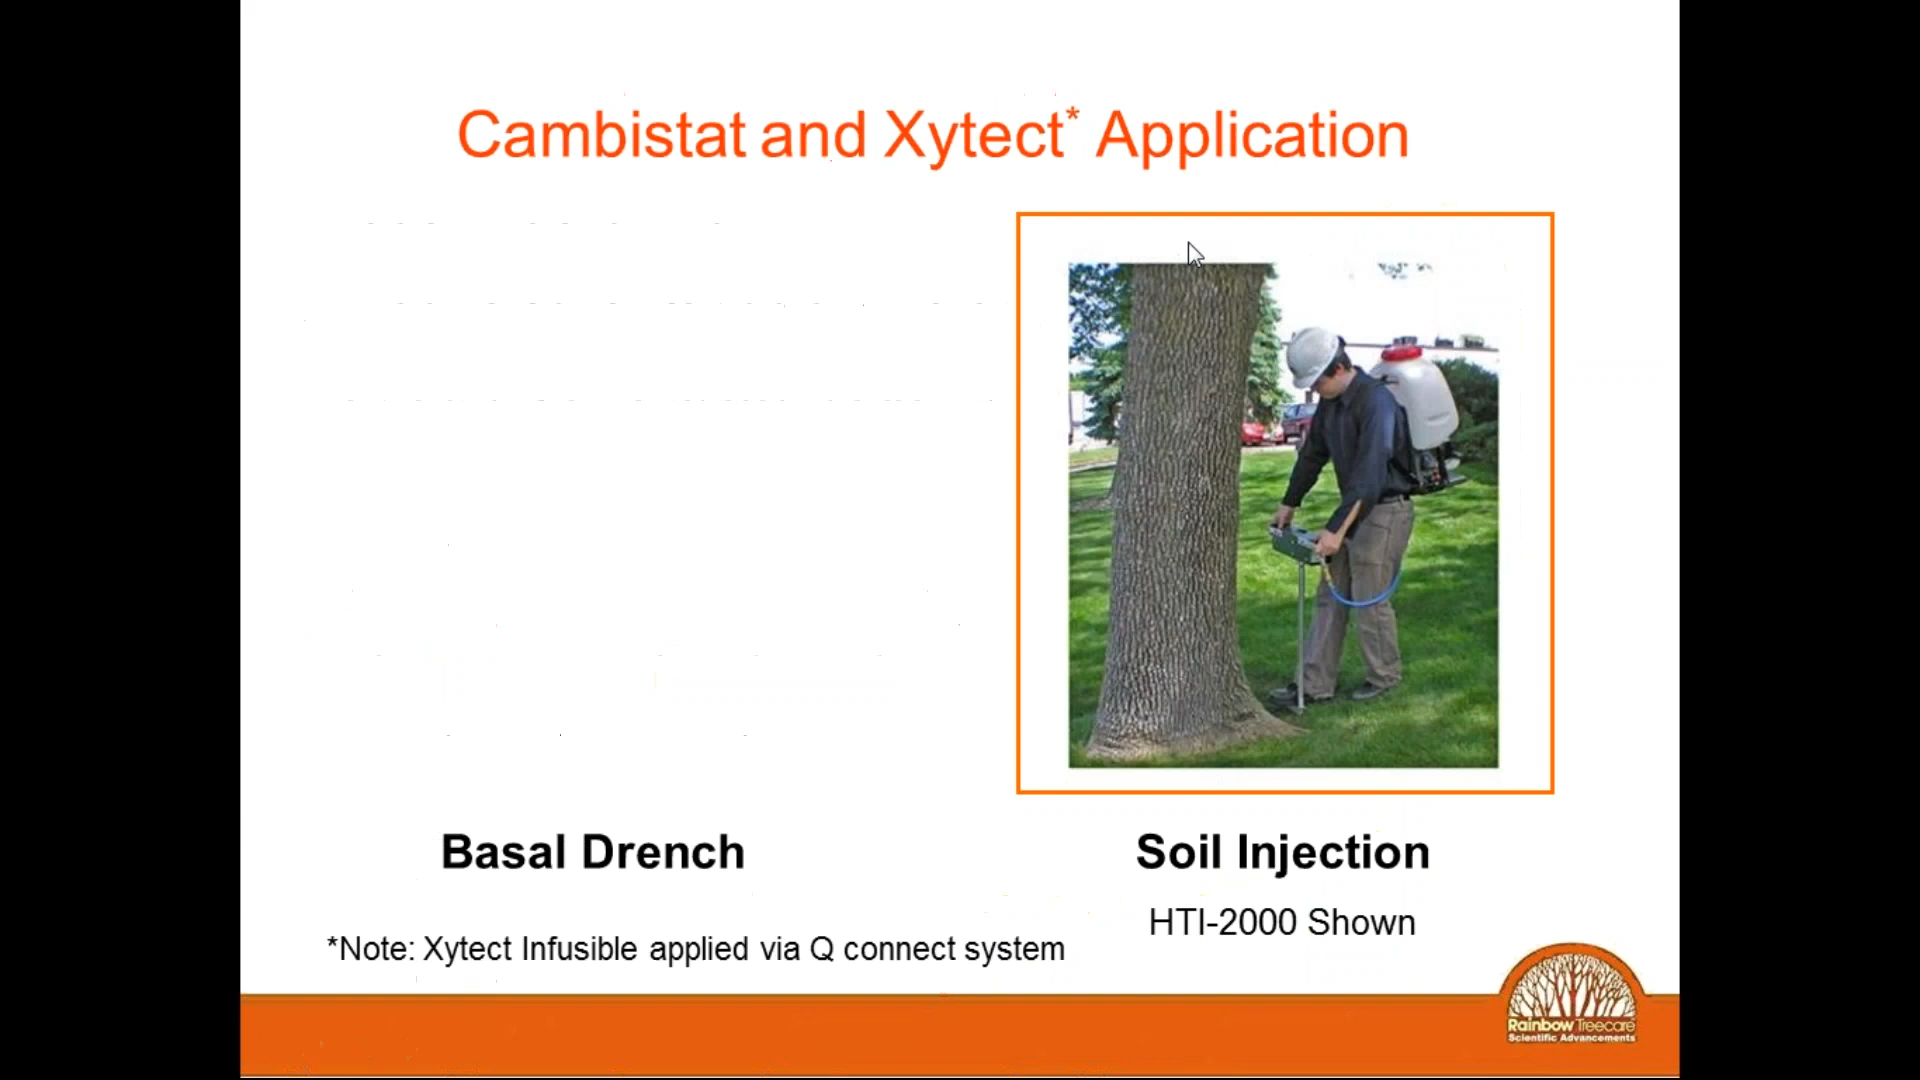 Cambistat and Xytect* Application
Basal Drench
Soil Injection
HTI-2000 Shown
*Note: Xytect Infusible applied via Q connect system
Rainbow Treecare
Scientific Advancements